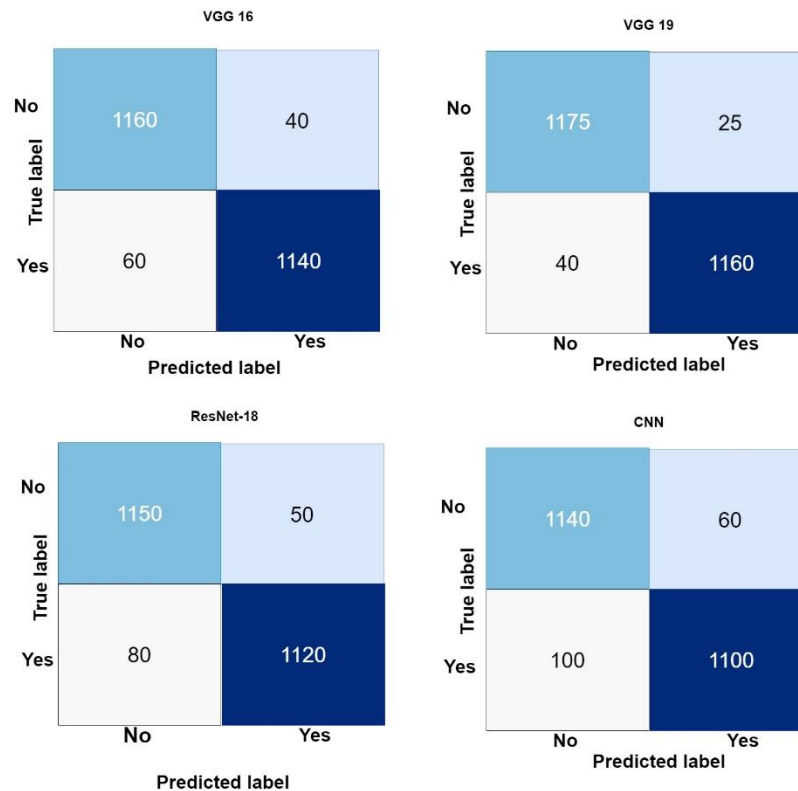 VGG 16
No
1160 40
True label
Yes
60 1140
No Yes
Predicted label
VGG 19
No
1175 25
True label
Yes
40 1160
No Yes
Predicted label
ResNet-18
No
1150 50
True label
Yes
80 1120
No Yes
Predicted label
CNN
No
1140 60
True label
Yes
100 1100
No Yes
Predicted label